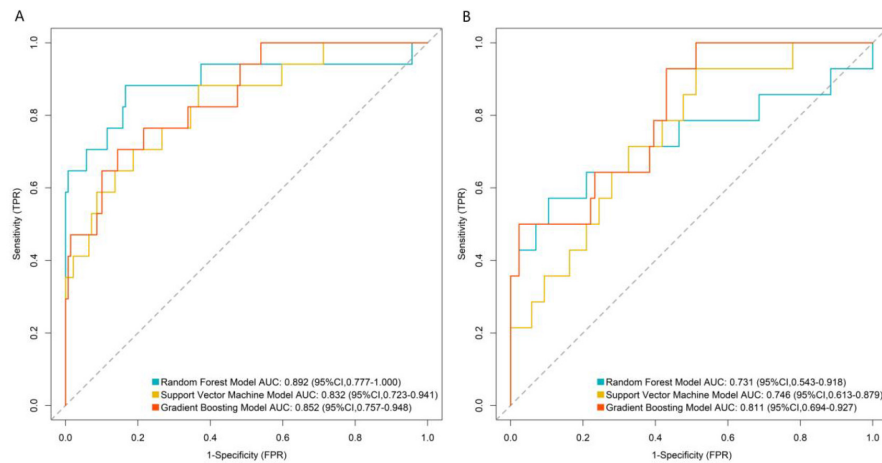 A
Sensitivity (TPR)
1.0
0.8
0.6
0.4
0.2
0.0
Random Forest Model AUC: 0.892 (95%CI,0.777-1.000)
Support Vector Machine Model AUC: 0.832 (95%CI,0.723-0.941)
Gradient Boosting Model AUC: 0.852 (95%CI,0.757-0.948)
0.0 0.2 0.4 0.6 0.8 1.0
1-Specificity (FPR)
B
Sensitivity (TPR)
1.0
0.8
0.6
0.4
0.2
0.0
Random Forest Model AUC: 0.731 (95%CI,0.543-0.918)
Support Vector Machine Model AUC: 0.746 (95%CI,0.613-0.879)
Gradient Boosting Model AUC: 0.811 (95%CI,0.694-0.927)
0.0 0.2 0.4 0.6 0.8 1.0
1-Specificity (FPR)